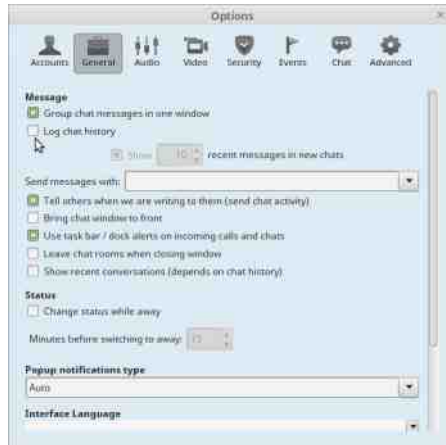 Options
Accounts General Audio Video Security Events Chat Advanced
Message
Group chat messages in one window
Log chat history
Show 10 recent messages in new chats
Send messages with:
Tell others when we are writing to them (send chat activity)
Bring chat window to front
Use task bar / dock alerts on incoming calls and chats
Leave chat rooms when closing window
Show recent conversations (depends on chat history)
Status
Change status while away
Minutes before switching to away: 15
Popup notifications type
Auto
Interface Language